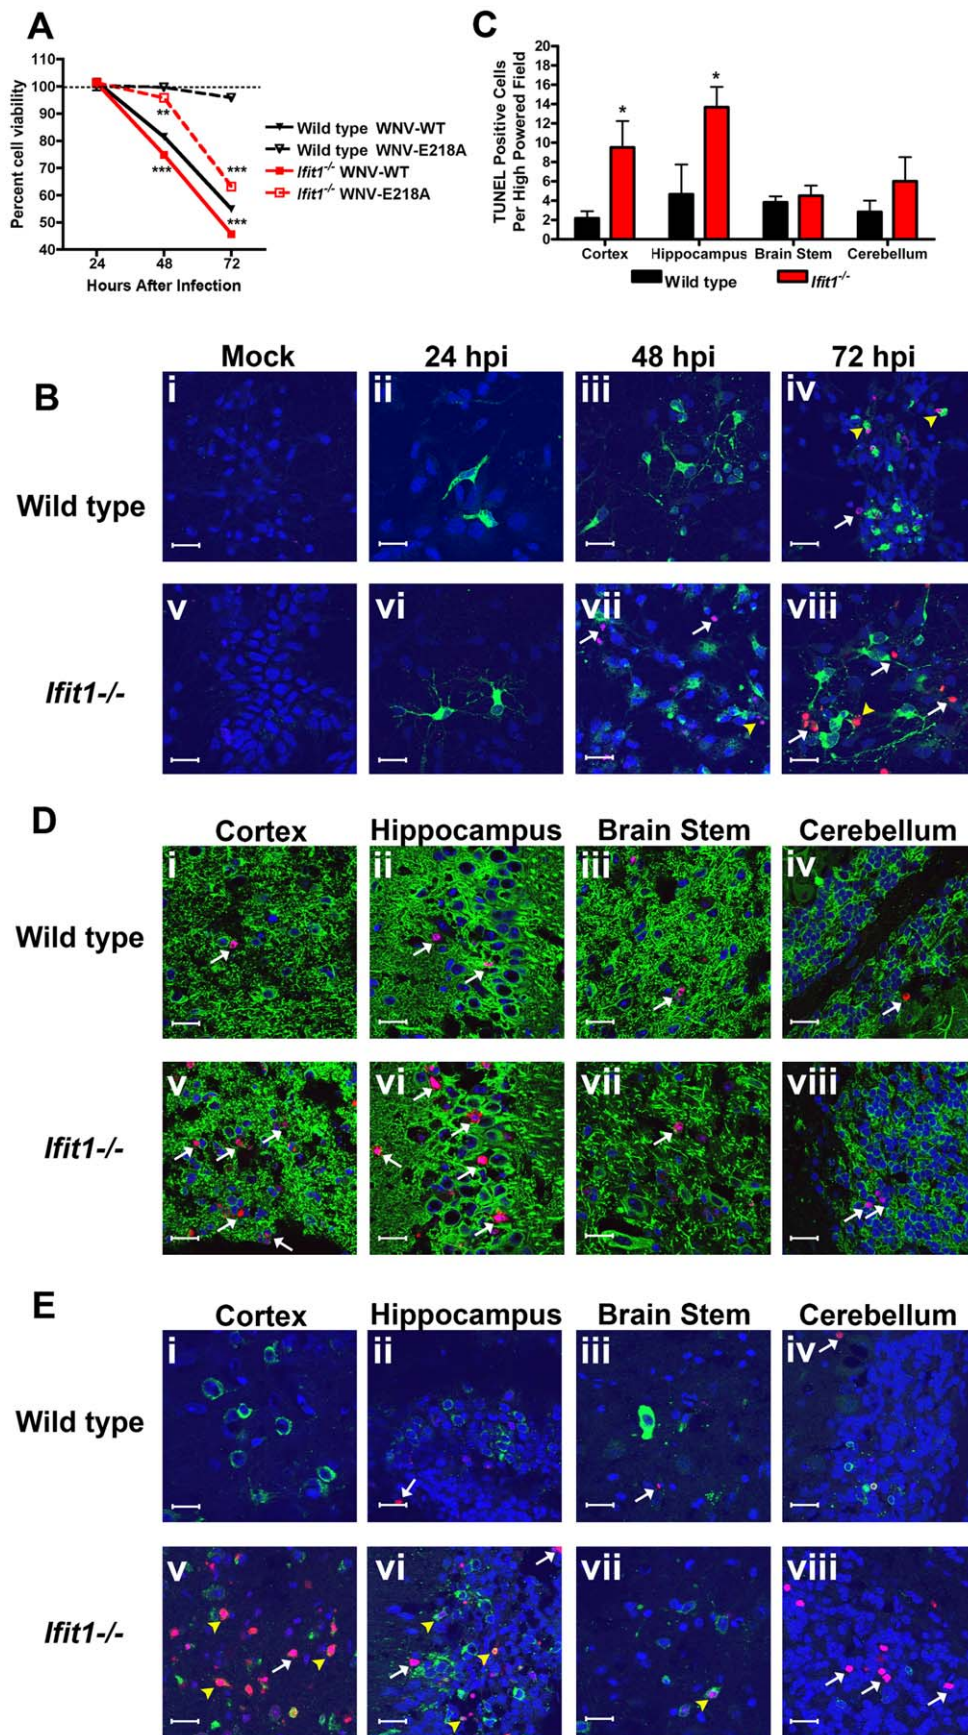 A
Percent cell viability
110
100
90
80
70
60
50
40
**
***
***
***
24
48
72
Hours After Infection
Wild type WNV-WT
Wild type WNV-E218A
Ifit1-/- WNV-WT
Ifit1-/- WNV-E218A
C
TUNEL Positive Cells
Per High Powered Field
20
18
16
14
12
10
8
6
4
2
0
*
*
Cortex
Hippocampus
Brain Stem
Cerebellum
Wild type
Ifit1-/-
B
Mock
24 hpi
48 hpi
72 hpi
Wild type
i
ii
iii
iv
Ifit1-/-
v
vi
vii
viii
D
Cortex
Hippocampus
Brain Stem
Cerebellum
Wild type
i
ii
iii
iv
Ifit1-/-
v
vi
vii
viii
E
Cortex
Hippocampus
Brain Stem
Cerebellum
Wild type
i
ii
iii
iv
Ifit1-/-
v
vi
vii
viii